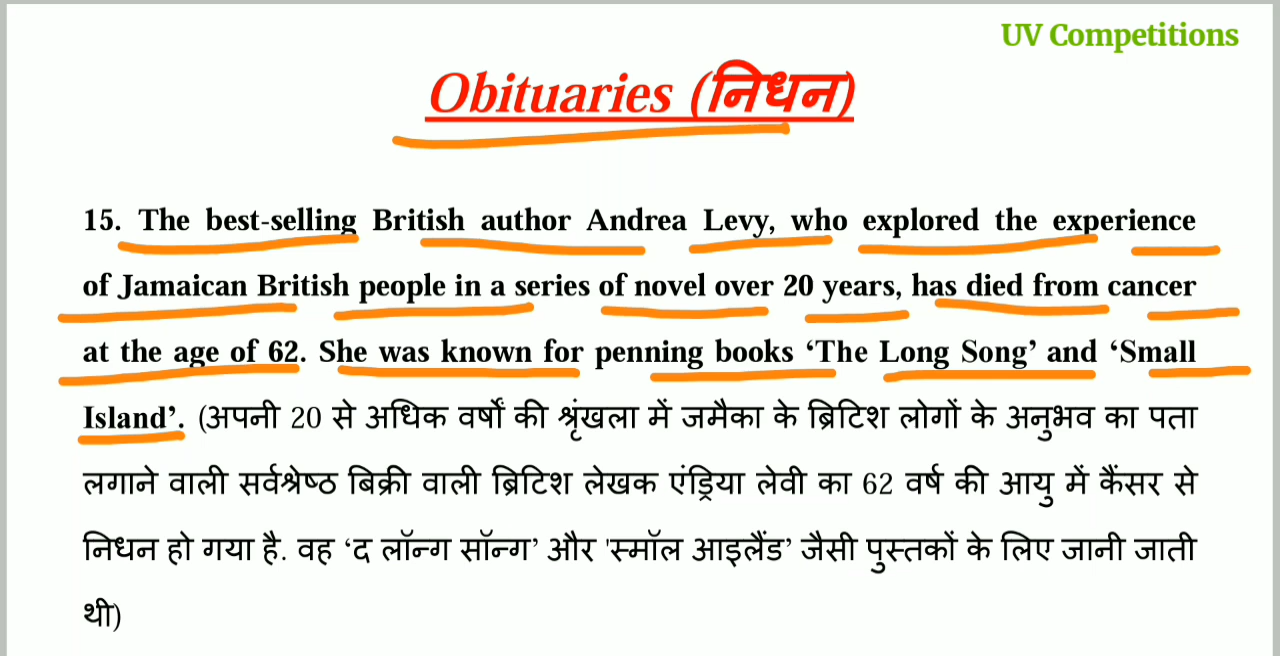 UV Competitions
Obituaries (निधन)
15. The best-selling British author Andrea Levy, who explored the experience
of Jamaican British people in a series of novel over 20 years, has died from cancer
at the age of 62. She was known for penning books ‘The Long Song’ and ‘Small
Island’. (अपनी 20 से अधिक वर्षों की श्रृंखला में जमैका के ब्रिटिश लोगों के अनुभव का पता
लगाने वाली सर्वश्रेष्ठ बिक्री वाली ब्रिटिश लेखक एंड्रिया लेवी का 62 वर्ष की आयु में कैंसर से
निधन हो गया है. वह ‘द लॉन्ग सॉन्ग’ और 'स्मॉल आइलैंड’ जैसी पुस्तकों के लिए जानी जाती
थी)